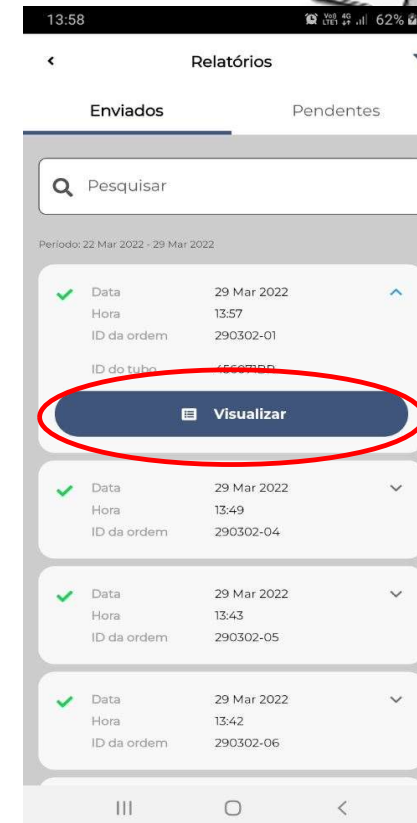 13:58 Vo)) LTE1 4G 62%
Relatórios
Enviados Pendentes
Pesquisar
Período: 22 Mar 2022 - 29 Mar 2022
Data 29 Mar 2022
Hora 13:57
ID da ordem 290302-01
ID do tubo
Visualizar
Data 29 Mar 2022
Hora 13:49
ID da ordem 290302-04
Data 29 Mar 2022
Hora 13:43
ID da ordem 290302-05
Data 29 Mar 2022
Hora 13:42
ID da ordem 290302-06